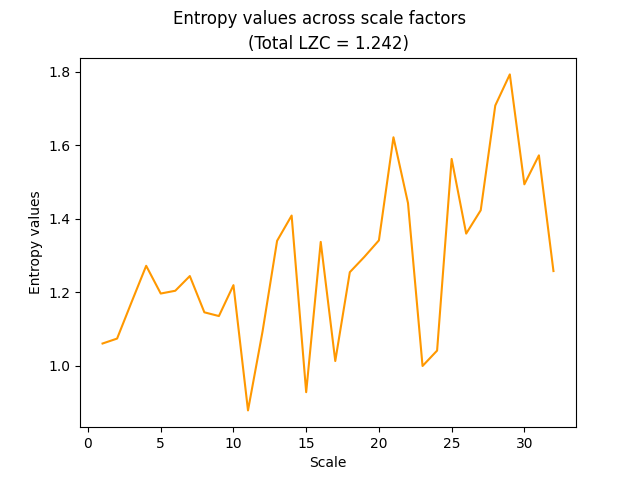 Entropy values across scale factors
(Total LZC = 1.242)
1.8
1.6
1.4
1.2
1.0
Entropy values
0 5 10 15 20 25 30
Scale